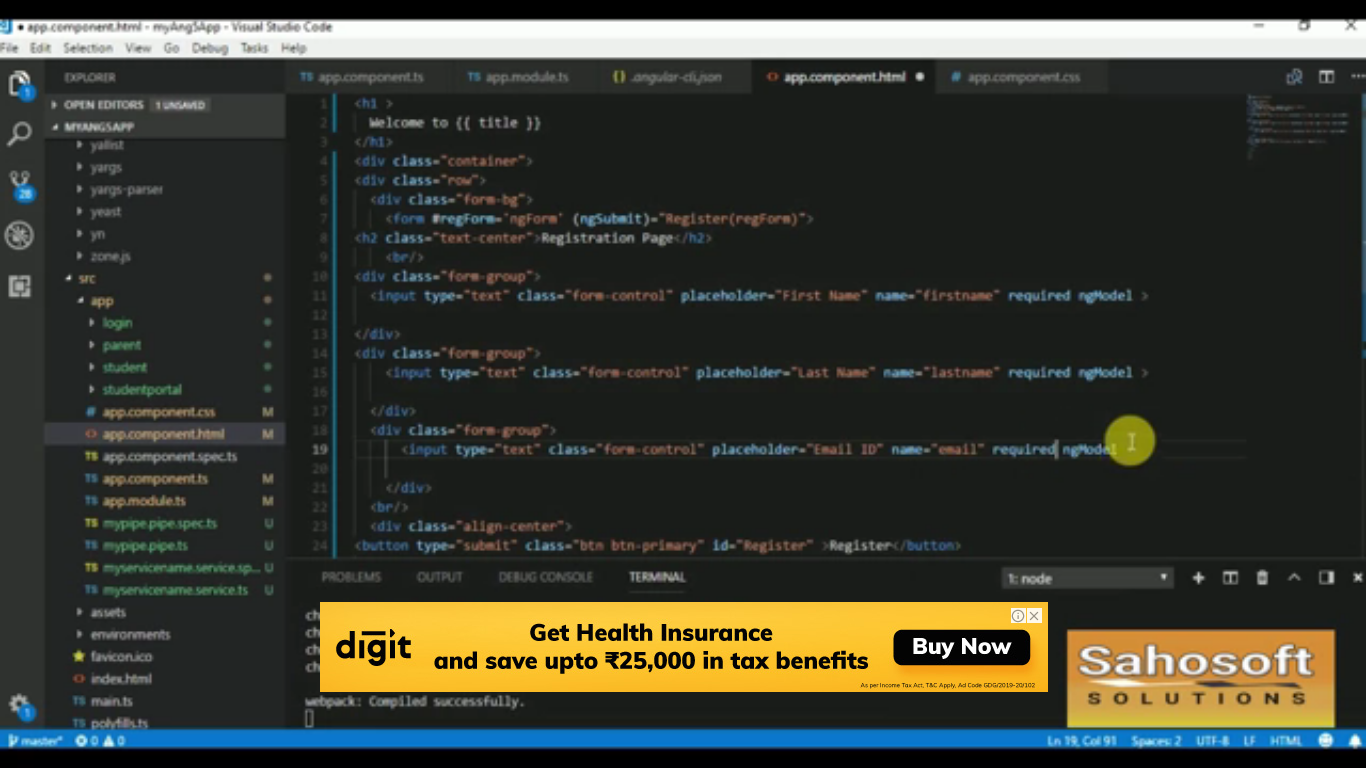 ● app.component.html - myAng5App - Visual Studio Code
File Edit Selection View Go Debug Tasks Help
EXPLORER
OPEN EDITORS 1 UNSAVED
MYANG5APP
yallist
yargs
yargs-parser
yeast
yn
zone.js
src
app
login
parent
student
studentportal
# app.component.css M
<> app.component.html M
TS app.component.spec.ts
TS app.component.ts M
TS app.module.ts M
TS mypipe.pipe.spec.ts U
TS mypipe.pipe.ts U
TS myservicename.service.sp... U
TS myservicename.service.ts U
assets
environments
favicon.ico
<> index.html
TS main.ts
TS polyfills.ts
TS app.component.ts TS app.module.ts {} .angular-cli.json <> app.component.html ● # app.component.css
1 <h1 >
2 Welcome to {{ title }}
3 </h1>
4 <div class="container">
5 <div class="row">
6 <div class="form-bg">
7 <form #regForm='ngForm' (ngSubmit)="Register(regForm)">
8 <h2 class="text-center">Registration Page</h2>
9 <br/>
10 <div class="form-group">
11 <input type="text" class="form-control" placeholder="First Name" name="firstname" required ngModel >
12
13 </div>
14 <div class="form-group">
15 <input type="text" class="form-control" placeholder="Last Name" name="lastname" required ngModel >
16
17 </div>
18 <div class="form-group">
19 <input type="text" class="form-control" placeholder="Email ID" name="email" required ngModel
20
21 </div>
22 <br/>
23 <div class="align-center">
24 <button type="submit" class="btn btn-primary" id="Register" >Register</button>
PROBLEMS OUTPUT DEBUG CONSOLE TERMINAL 1: node
ch
ch
ch
ch
webpack: Compiled successfully.
digit
Get Health Insurance
and save upto ₹25,000 in tax benefits
Buy Now
As per Income Tax Act, T&C Apply, Ad Code GDG/2019-20/102
Sahosoft
SOLUTIONS
master* 0 0 Ln 19, Col 91 Spaces: 2 UTF-8 LF HTML